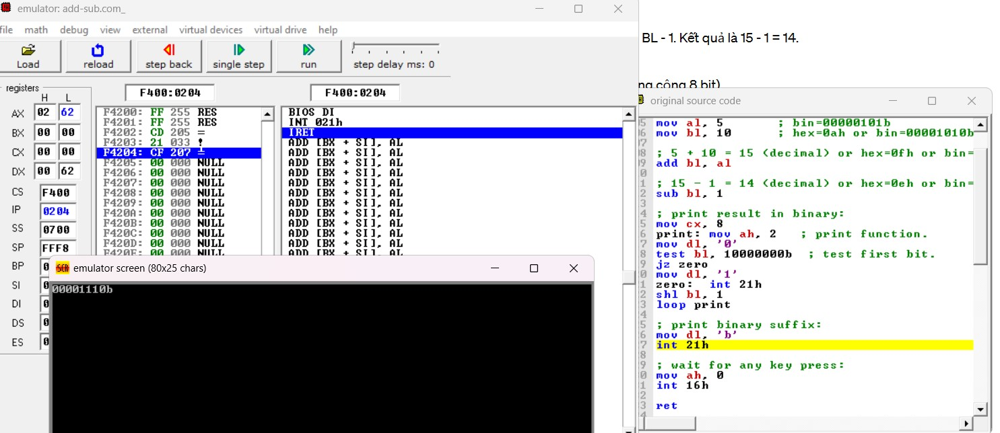 emulator: add-sub.com_
file math debug view external virtual devices virtual drive help
Load reload step back single step run step delay ms: 0
registers
H L
F400:0204 F400:0204
AX 02 62
BX 00 00
CX 00 00
DX 00 62
CS F400
IP 0204
SS 0700
SP FFF8
BP 0
SI 0
DI 0
DS 0
ES 0
F4200: FF 255 RES
F4201: FF 255 RES
F4202: CD 205 =
F4203: 21 033 !
F4204: CF 207
F4205: 00 000 NULL
F4206: 00 000 NULL
F4207: 00 000 NULL
F4208: 00 000 NULL
F4209: 00 000 NULL
F420A: 00 000 NULL
F420B: 00 000 NULL
F420C: 00 000 NULL
F420D: 00 000 NULL
F420E: 00 000 NULL
BIOS DI
INT 021h
IRET
ADD [BX + SI], AL
ADD [BX + SI], AL
ADD [BX + SI], AL
ADD [BX + SI], AL
ADD [BX + SI], AL
ADD [BX + SI], AL
ADD [BX + SI], AL
ADD [BX + SI], AL
ADD [BX + SI], AL
ADD [BX + SI], AL
ADD [BX + SI], AL
ADD [BX + SI], AL
SCR emulator screen (80x25 chars)
00001110b
BL - 1. Kết quả là 15 - 1 = 14.
ng cộng 8 bit)
original source code
5 mov al, 5 ; bin=00000101b
6 mov bl, 10 ; hex=0ah or bin=00001010b
7
8 ; 5 + 10 = 15 (decimal) or hex=0fh or bin=
9 add bl, al
0
1 ; 15 - 1 = 14 (decimal) or hex=0eh or bin=
2 sub bl, 1
3
4 ; print result in binary:
5 mov cx, 8
6 print: mov ah, 2 ; print function.
7 mov dl, '0'
8 test bl, 10000000b ; test first bit.
9 jz zero
0 mov dl, '1'
1 zero: int 21h
2 shl bl, 1
3 loop print
4
5 ; print binary suffix:
6 mov dl, 'b'
7 int 21h
8
9 ; wait for any key press:
0 mov ah, 0
1 int 16h
2
3 ret
4